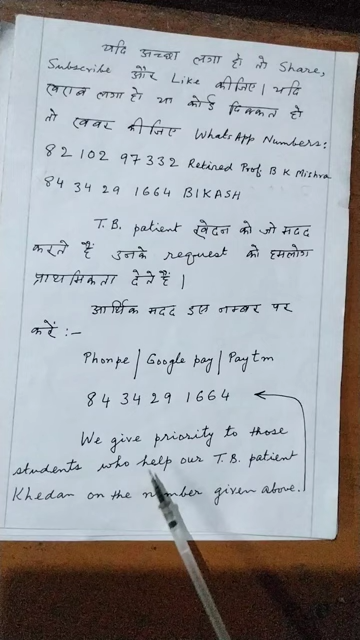 यदि अच्छा लगा हो तो Share,
Subscribe और Like कीजिए। यदि
खराब लगा हो या कोई दिक्कत हो
तो खबर कीजिए WhatsApp Numbers:
82 102 97332 Retired Prof. B K Mishra
84 34 29 1664 BIKASH
T.B. patient खेदन को जो मदद
करते हैं उनके request को हमलोग
प्राथमिकता देते हैं।
आर्थिक मदद इस नम्बर पर
करें :-
Phonpe/Google pay/Paytm
84 34 29 1664
We give priority to those
students who help our T.B. patient
Khedan on the number given above.